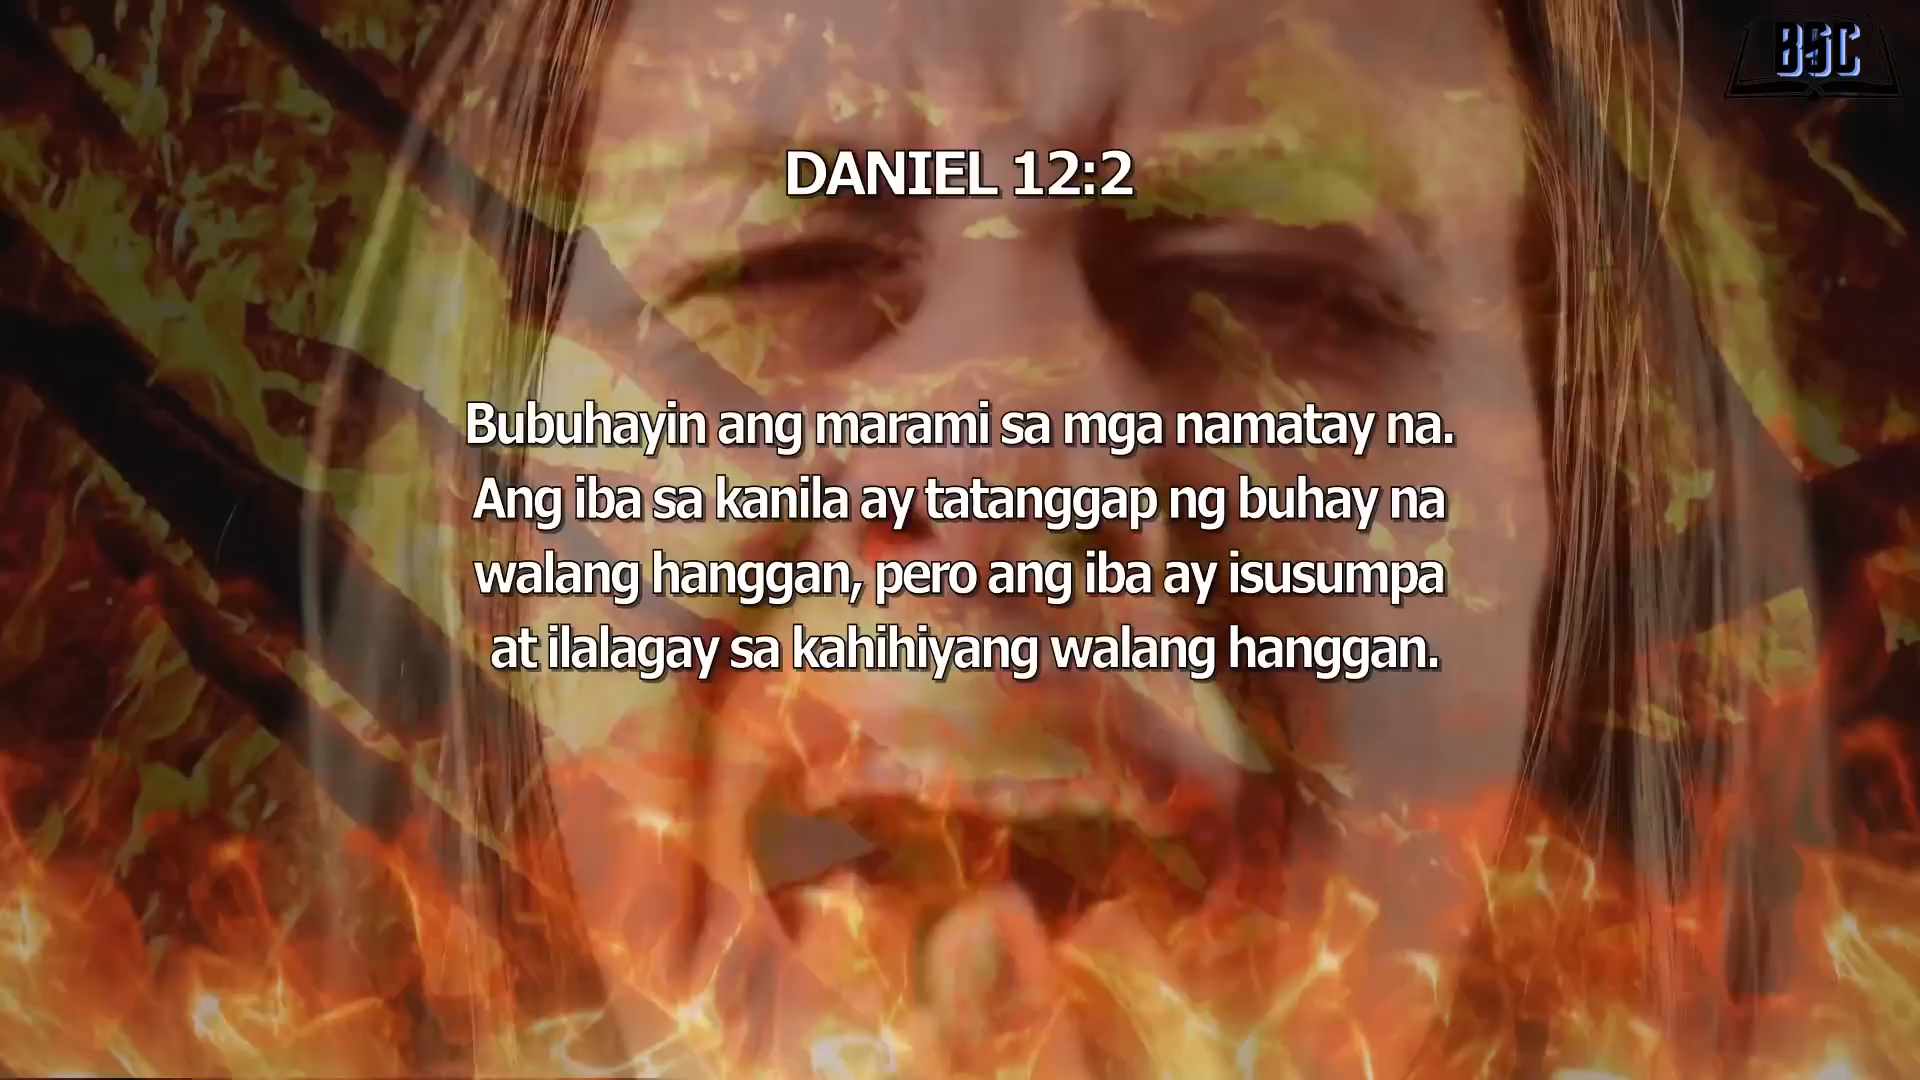 BSC
DANIEL 12:2
Bubuhayin ang marami sa mga namatay na.
Ang iba sa kanila ay tatanggap ng buhay na
walang hanggan, pero ang iba ay isusumpa
at ilalagay sa kahihiyang walang hanggan.